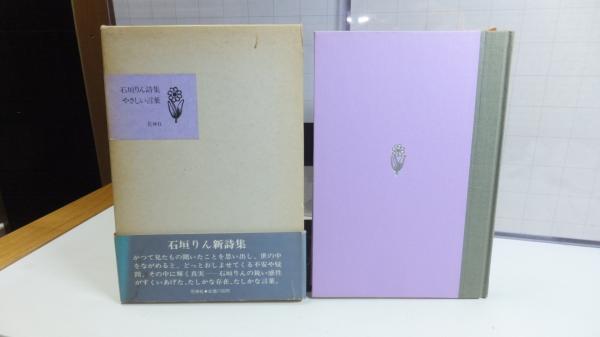 石垣りん詩集
やさしい言葉
花神社
石垣りん新詩集
かつて見たもの聞いたことを思い出し、世の中
をながめると、どっとおしよせてくる不安や疑
問。その中に輝く真実——石垣りんの鋭い感性
がすくいあげた、たしかな存在、たしかな言葉。